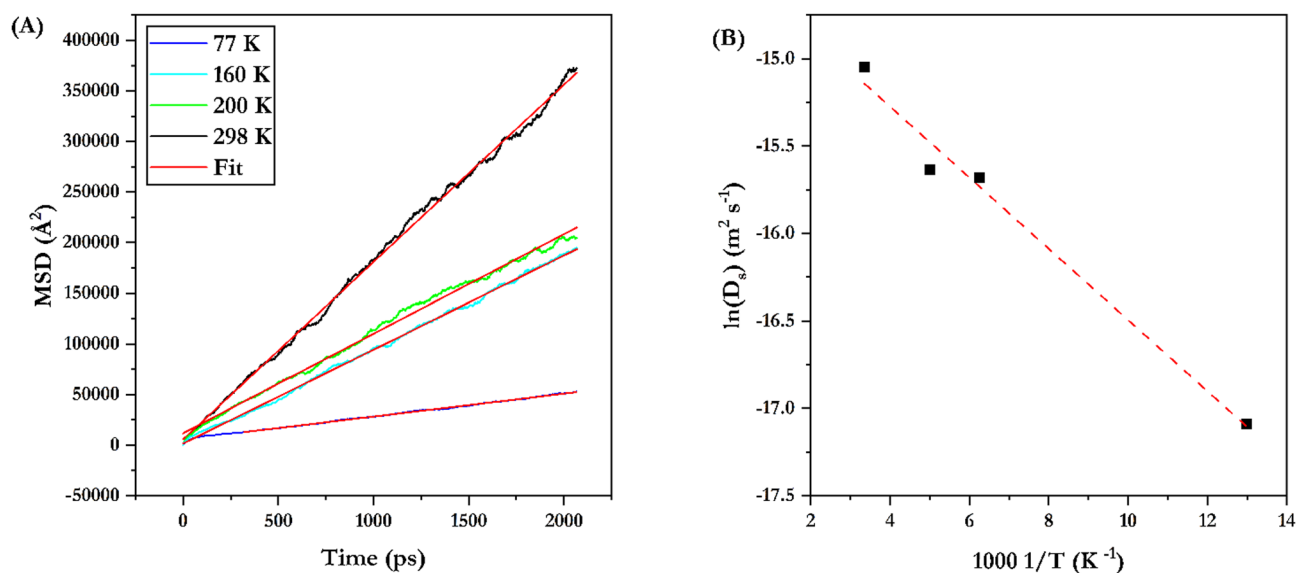 (A)
77 K
160 K
200 K
298 K
Fit
MSD (Å²)
400000
350000
300000
250000
200000
150000
100000
50000
0
-50000
0 500 1000 1500 2000
Time (ps)
(B)
ln(Dₛ) (m² s⁻¹)
-15.0
-15.5
-16.0
-16.5
-17.0
-17.5
2 4 6 8 10 12 14
1000 1/T (K ⁻¹)